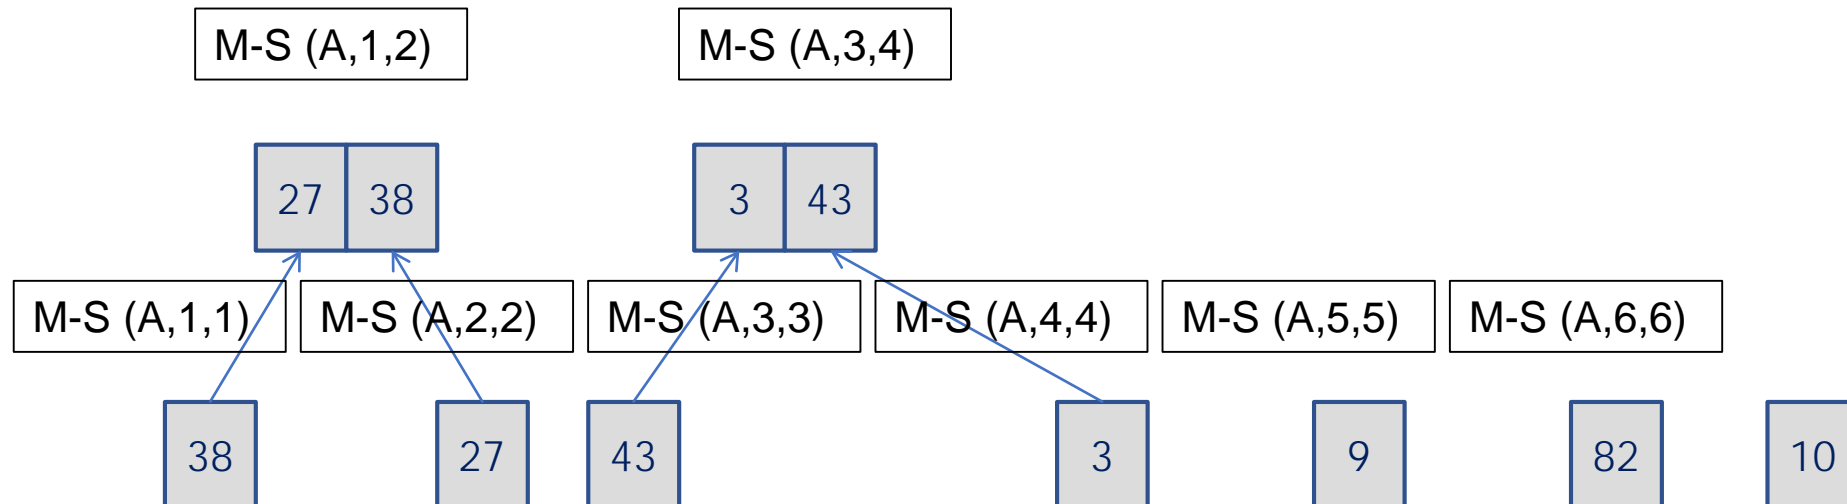 M-S (A,1,2) M-S (A,3,4)
27 38 3 43
M-S (A,1,1) M-S (A,2,2) M-S (A,3,3) M-S (A,4,4) M-S (A,5,5) M-S (A,6,6)
38 27 43 3 9 82 10